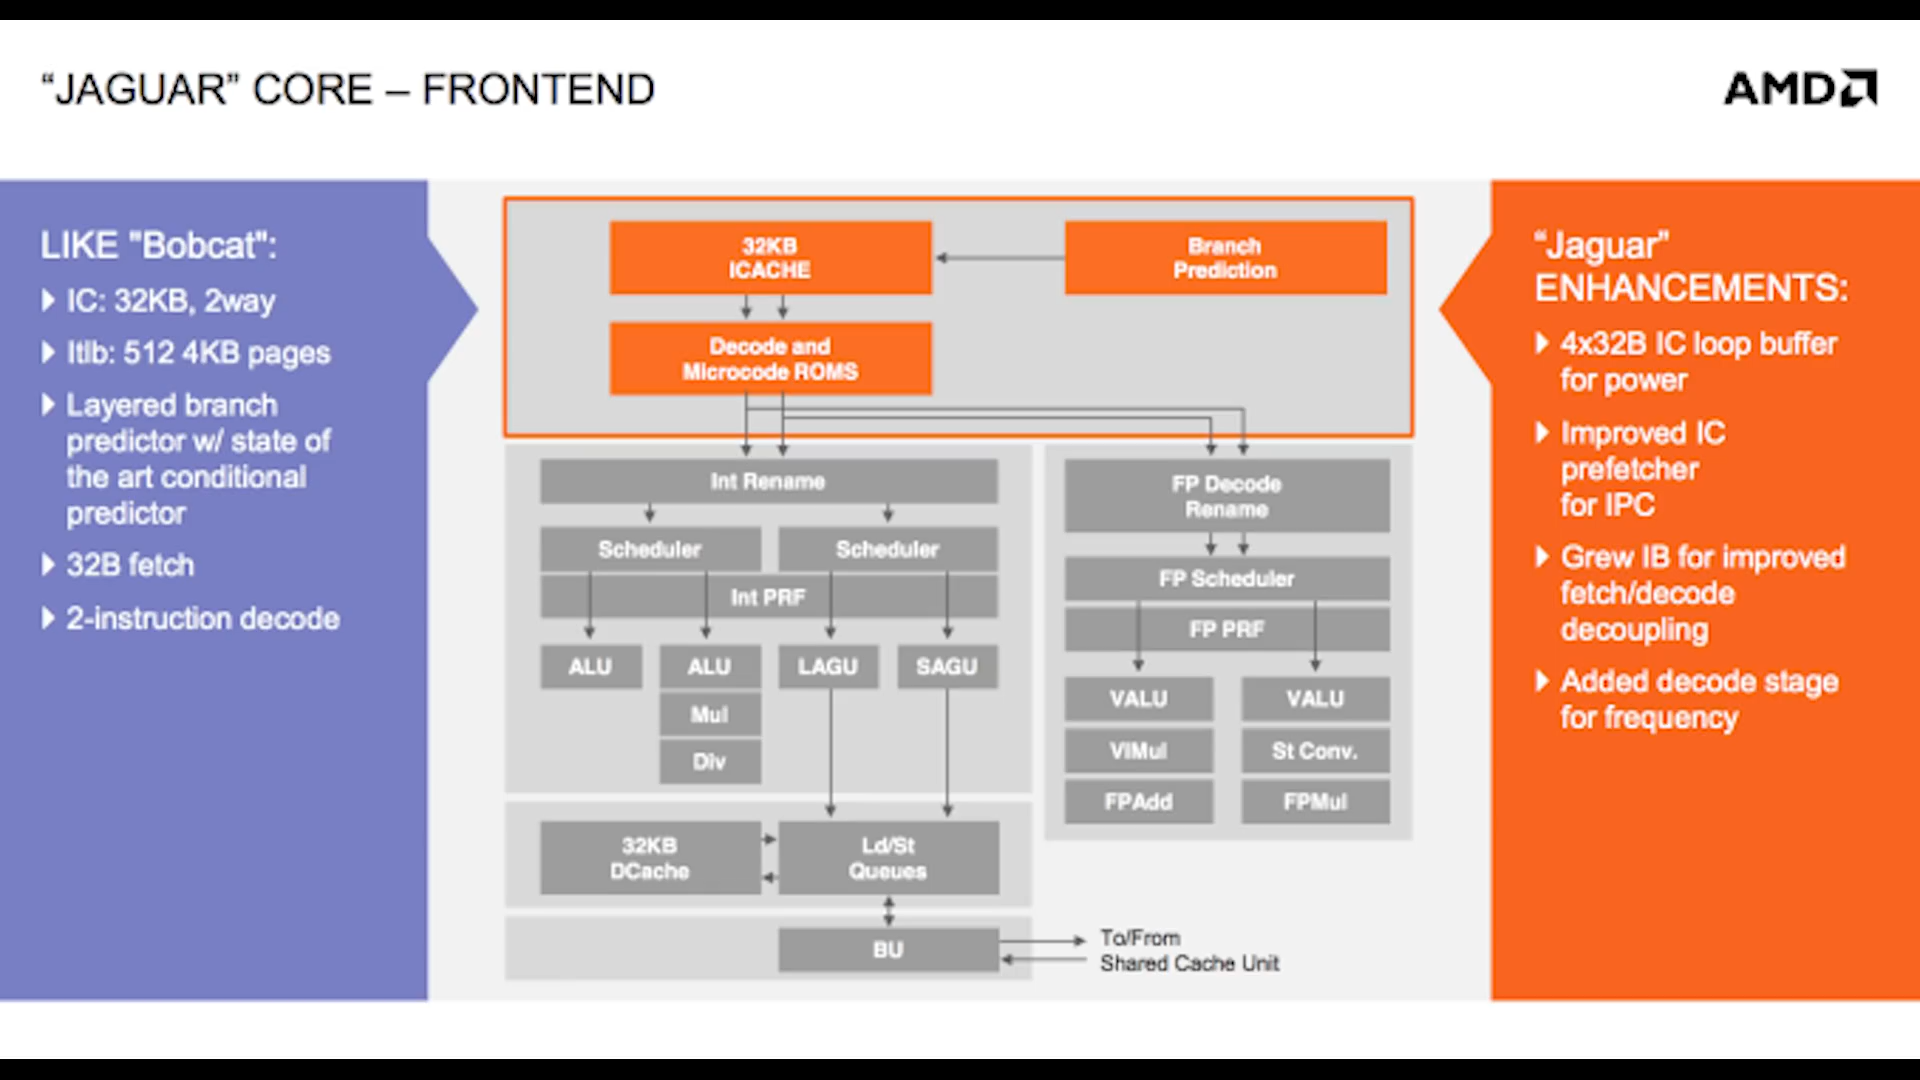 “JAGUAR” CORE – FRONTEND
AMD
LIKE "Bobcat":
IC: 32KB, 2way
Itlb: 512 4KB pages
Layered branch
predictor w/ state of
the art conditional
predictor
32B fetch
2-instruction decode
32KB
ICACHE
Branch
Prediction
Decode and
Microcode ROMS
Int Rename
Scheduler
Scheduler
Int PRF
ALU
ALU
LAGU
SAGU
Mul
Div
FP Decode
Rename
FP Scheduler
FP PRF
VALU
VALU
VIMul
St Conv.
FPAdd
FPMul
32KB
DCache
Ld/St
Queues
BU
To/From
Shared Cache Unit
“Jaguar”
ENHANCEMENTS:
4x32B IC loop buffer
for power
Improved IC
prefetcher
for IPC
Grew IB for improved
fetch/decode
decoupling
Added decode stage
for frequency